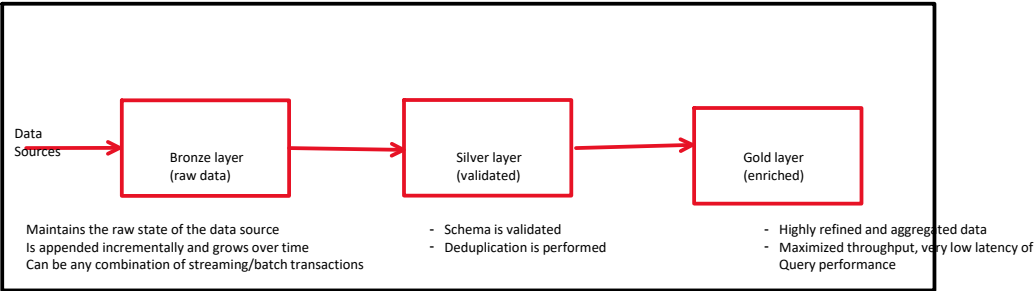 Data
Sources
Bronze layer
(raw data)
Silver layer
(validated)
Gold layer
(enriched)
Maintains the raw state of the data source
Is appended incrementally and grows over time
Can be any combination of streaming/batch transactions
- Schema is validated
- Deduplication is performed
- Highly refined and aggregated data
- Maximized throughput, very low latency of
Query performance